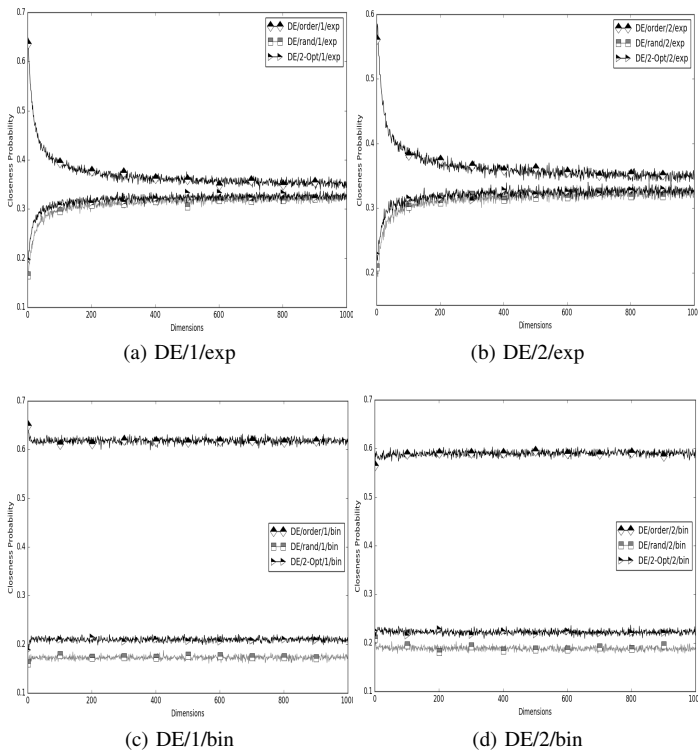 0.7
0.6
0.5
0.4
0.3
0.2
0.1
Closeness Probability
DE/order/1/exp
DE/rand/1/exp
DE/2-Opt/1/exp
0 200 400 600 800 1000
Dimensions
(a) DE/1/exp
0.6
0.5
0.4
0.3
0.2
Closeness Probability
DE/order/2/exp
DE/rand/2/exp
DE/2-Opt/2/exp
0 200 400 600 800 100
Dimensions
(b) DE/2/exp
0.7
0.6
0.5
0.4
0.3
0.2
0.1
Closeness Probability
DE/order/1/bin
DE/rand/1/bin
DE/2-Opt/1/bin
0 200 400 600 800 1000
Dimensions
(c) DE/1/bin
0.7
0.6
0.5
0.4
0.3
0.2
0.1
Closeness Probability
DE/order/2/bin
DE/rand/2/bin
DE/2-Opt/2/bin
0 200 400 600 800 100
Dimensions
(d) DE/2/bin